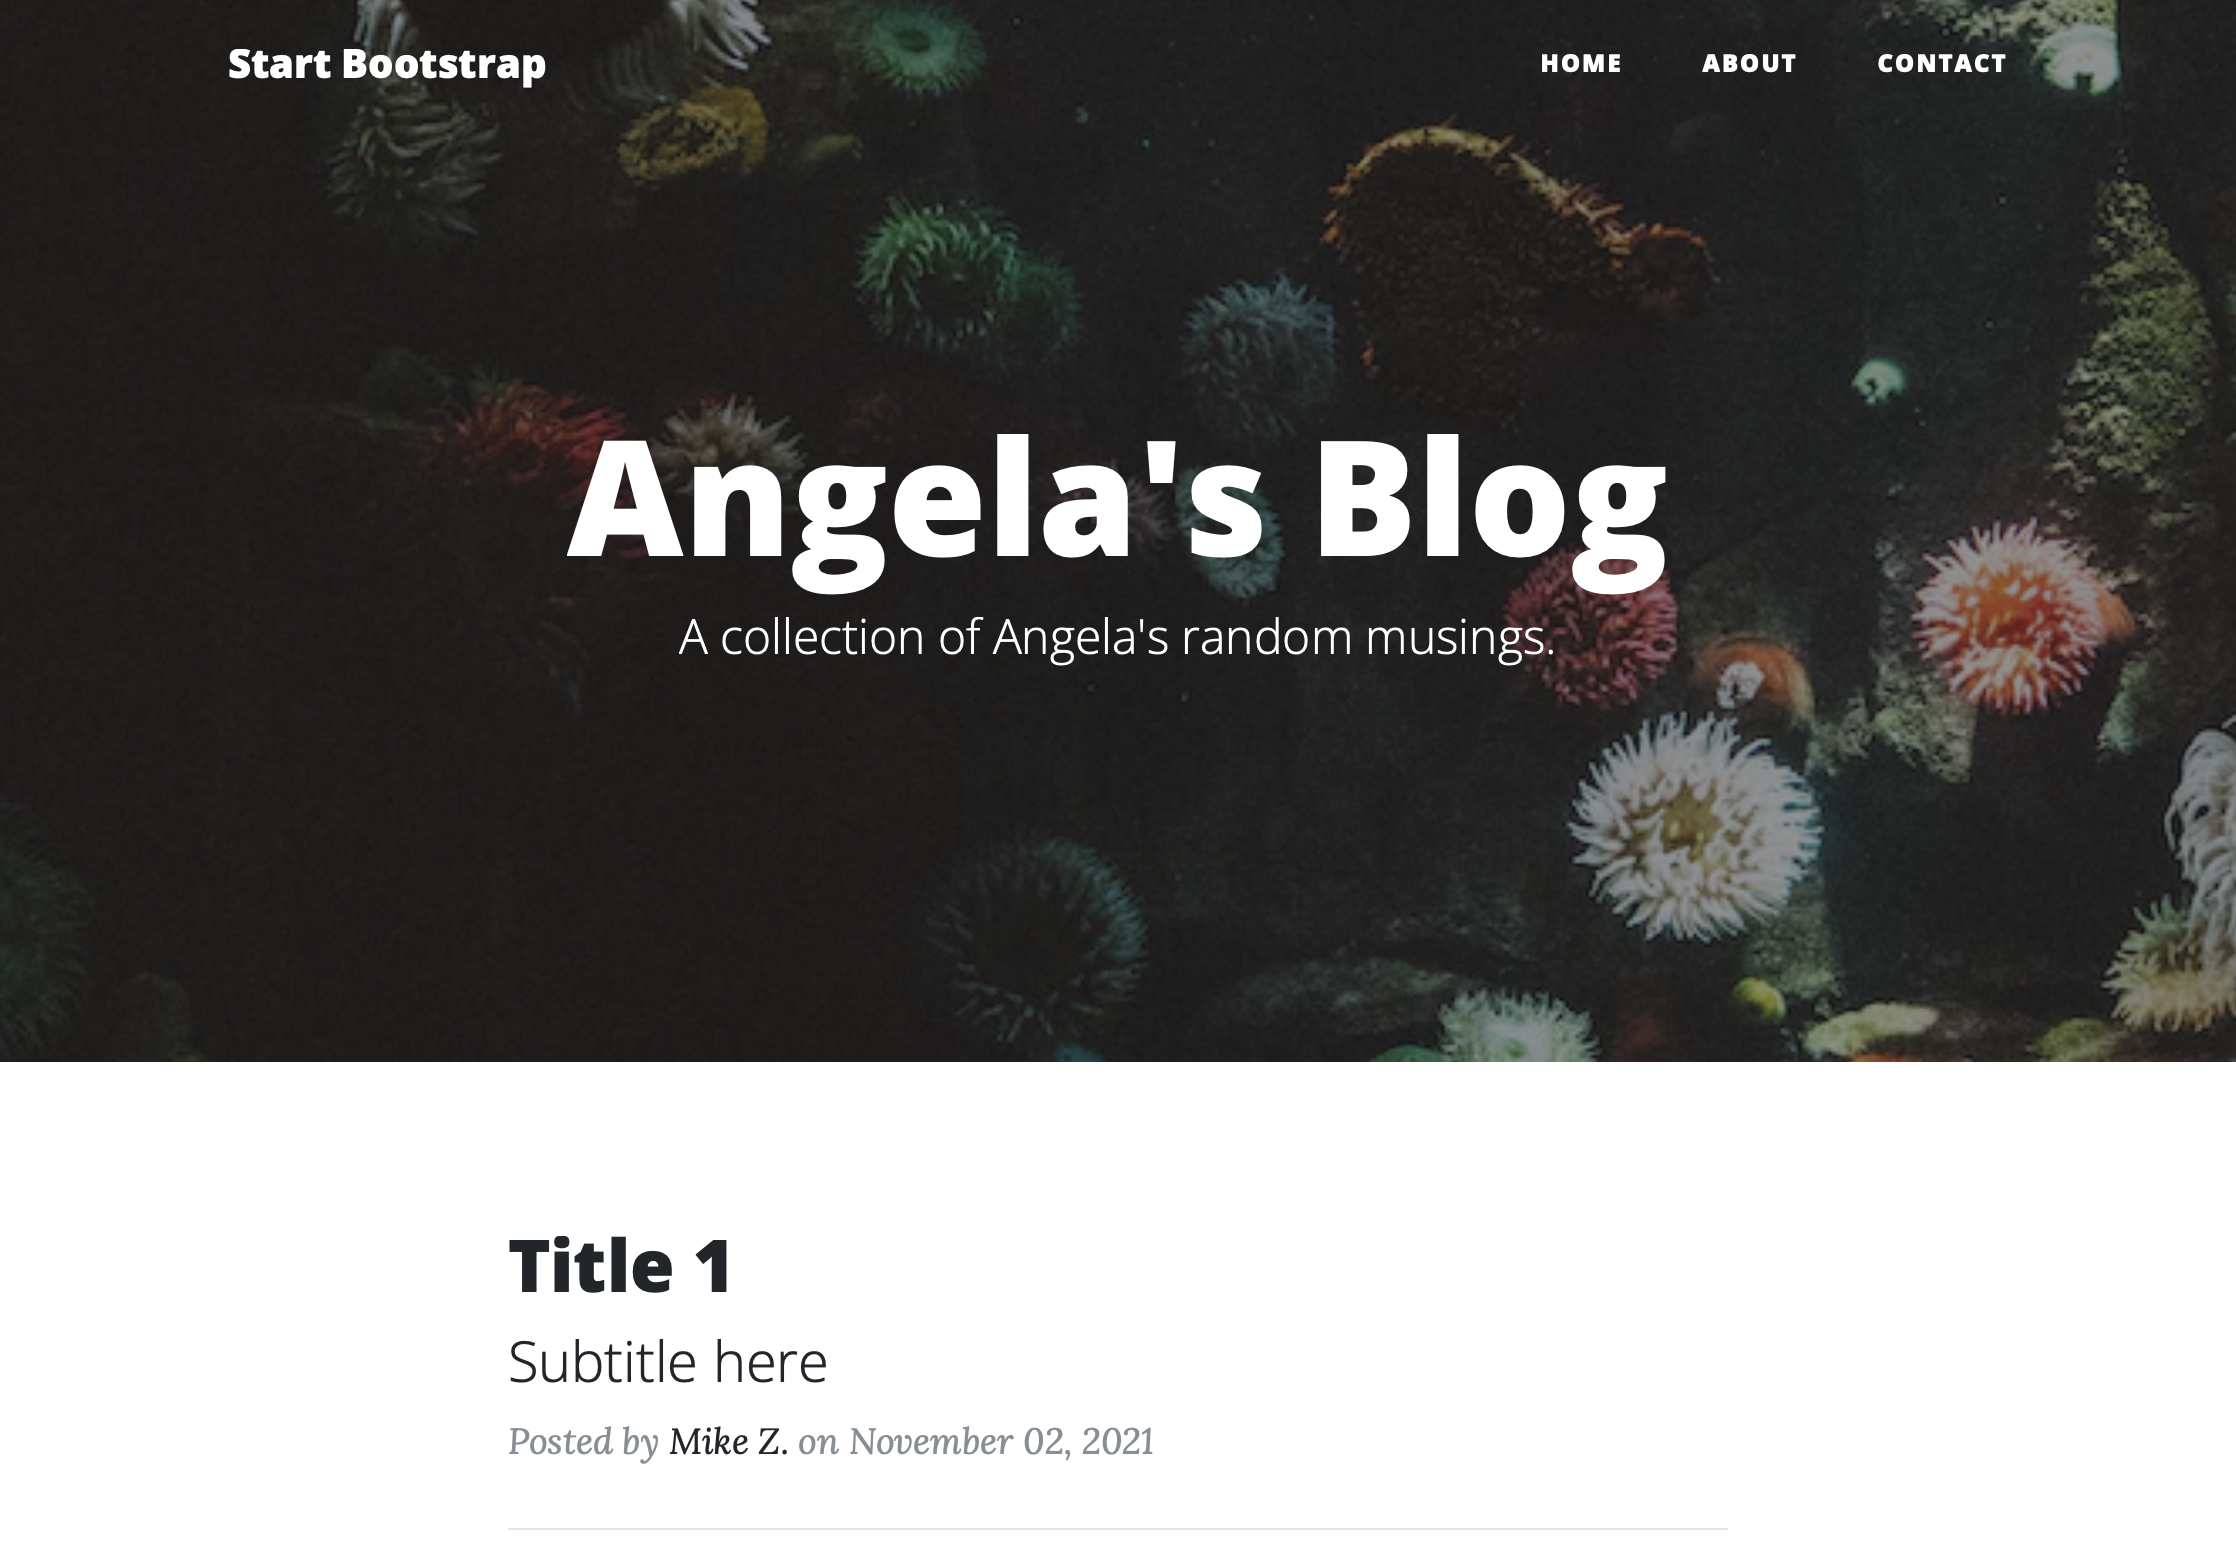 Start Bootstrap
HOME ABOUT CONTACT
Angela's Blog
A collection of Angela's random musings.
Title 1
Subtitle here
Posted by Mike Z. on November 02, 2021